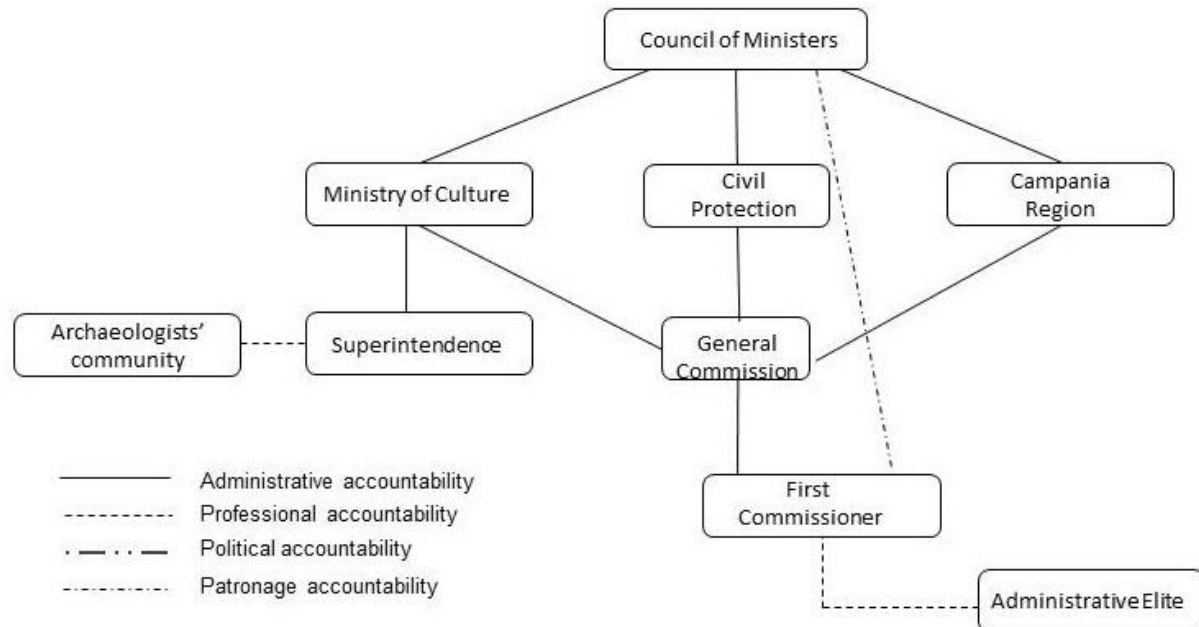 Council of Ministers
Ministry of Culture
Civil
Protection
Campania
Region
Archaeologists’
community
Superintendence
General
Commission
Administrative accountability
Professional accountability
Political accountability
Patronage accountability
First
Commissioner
Administrative Elite